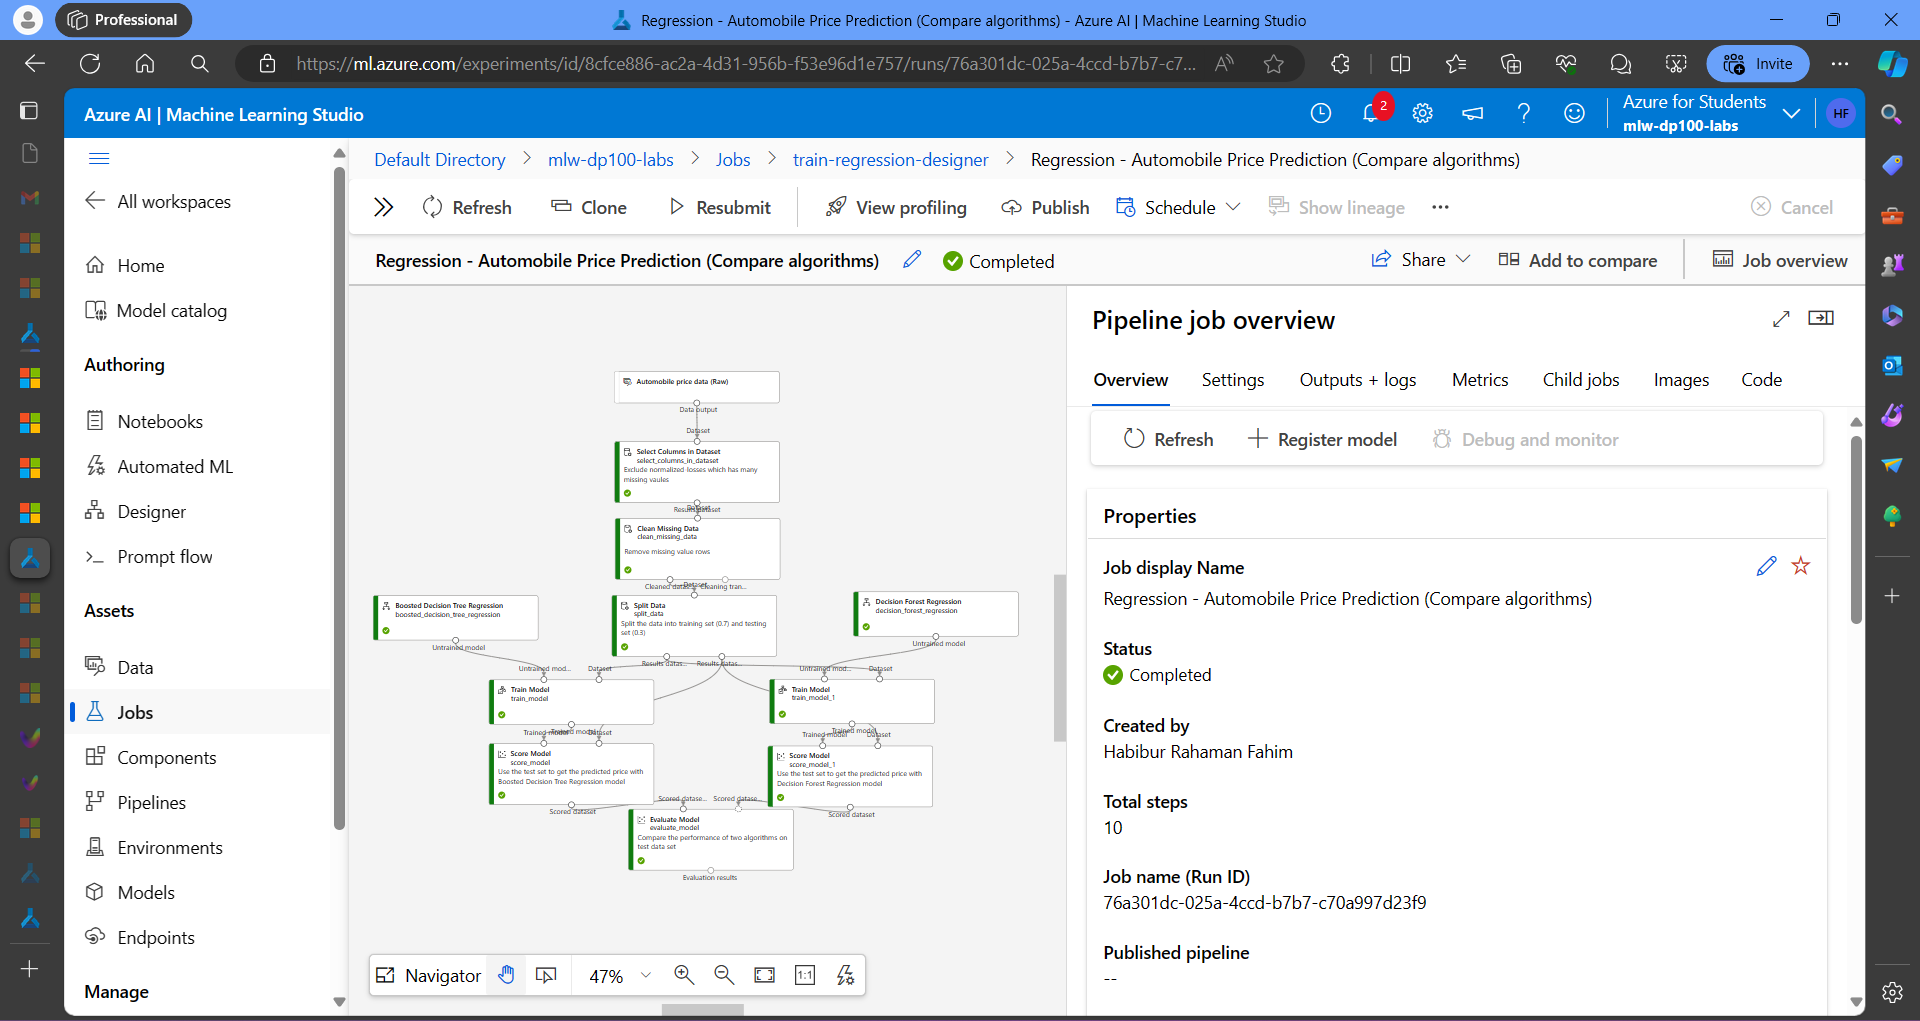 Professional
Regression - Automobile Price Prediction (Compare algorithms) - Azure AI | Machine Learning Studio
https://ml.azure.com/experiments/id/8cfce886-ac2a-4d31-956b-f53e96d1e757/runs/76a301dc-025a-4ccd-b7b7-c7...
Invite
Azure AI | Machine Learning Studio
2
Azure for Students
mlw-dp100-labs
HF
All workspaces
Home
Model catalog
Authoring
Notebooks
Automated ML
Designer
Prompt flow
Assets
Data
Jobs
Components
Pipelines
Environments
Models
Endpoints
Manage
Default Directory > mlw-dp100-labs > Jobs > train-regression-designer > Regression - Automobile Price Prediction (Compare algorithms)
Refresh Clone Resubmit View profiling Publish Schedule Show lineage ... Cancel
Regression - Automobile Price Prediction (Compare algorithms) Completed Share Add to compare Job overview
Automobile price data (Raw)
Data output
Dataset
Select Columns in Dataset
select_columns_in_dataset
Exclude normalized losses which has many
missing vaules
Clean Missing Data
clean_missing_data
Remove missing value rows
Boosted Decision Tree Regression
boosted_decision_tree_regression
Untrained model
Split Data
split_data
Split the data into training set (0.7) and testing
set (0.3)
Decision Forest Regression
decision_forest_regression
Untrained model
Results datas... Results datas...
Untrained mod... Dataset Untrained mod... Dataset
Train Model
train_model
Train Model
train_model_1
Score Model
score_model
Use the test set to get the predicted price with
Boosted Decision Tree Regression model
Scored dataset
Score Model
score_model_1
Use the test set to get the predicted price with
Decision Forest Regression model
Scored dataset
Scored datase... Scored datase...
Evaluate Model
evaluate_model
Compare the performance of two algorithms on
test data set
Evaluation results
Navigator 47% 1:1
Pipeline job overview
Overview Settings Outputs + logs Metrics Child jobs Images Code
Refresh Register model Debug and monitor
Properties
Job display Name
Regression - Automobile Price Prediction (Compare algorithms)
Status
Completed
Created by
Habibur Rahaman Fahim
Total steps
10
Job name (Run ID)
76a301dc-025a-4ccd-b7b7-c70a997d23f9
Published pipeline
--